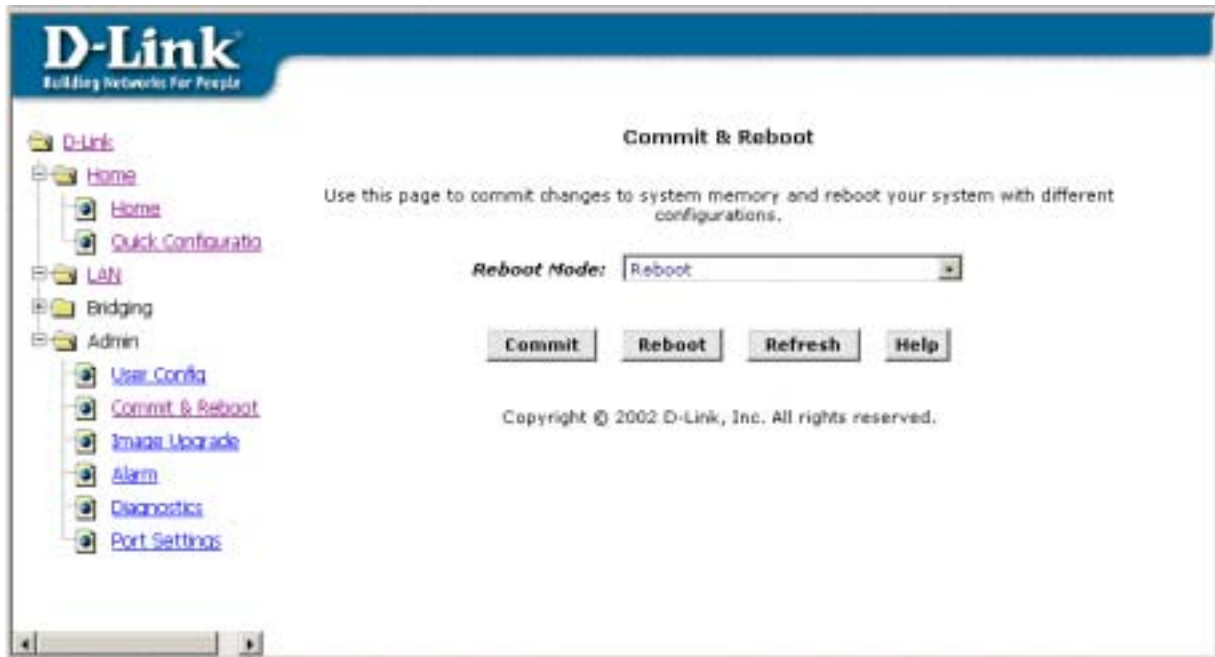 D-Link
Building Networks For People
D-Link
Home
Home
Quick Configuratio
LAN
Bridging
Admin
User Config
Commit & Reboot
Image Upgrade
Alarm
Diagnostics
Port Settings
Commit & Reboot
Use this page to commit changes to system memory and reboot your system with different
configurations.
Reboot Mode: Reboot
Commit Reboot Refresh Help
Copyright © 2002 D-Link, Inc. All rights reserved.